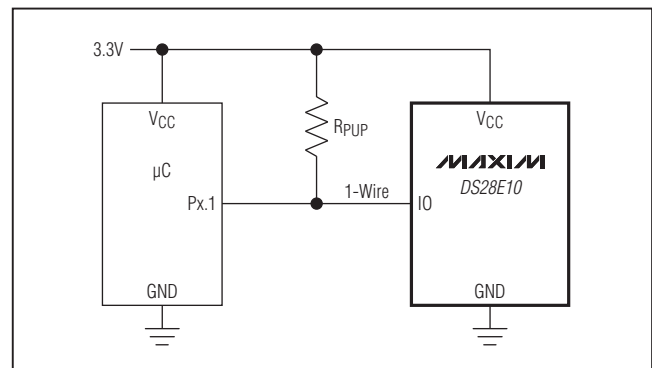 3.3V
VCC
RPUP
VCC
µC
MAXIM
DS28E10
Px.1
1-Wire
IO
GND
GND